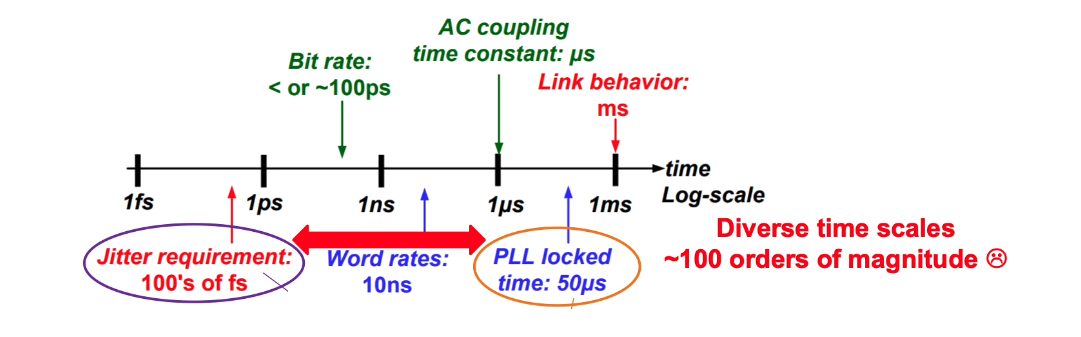 AC coupling
time constant: µs
Bit rate:
< or ~100ps
Link behavior:
ms
time
Log-scale
1fs
1ps
1ns
1µs
1ms
Jitter requirement:
100's of fs
Word rates:
10ns
PLL locked
time: 50µs
Diverse time scales
~100 orders of magnitude ☹